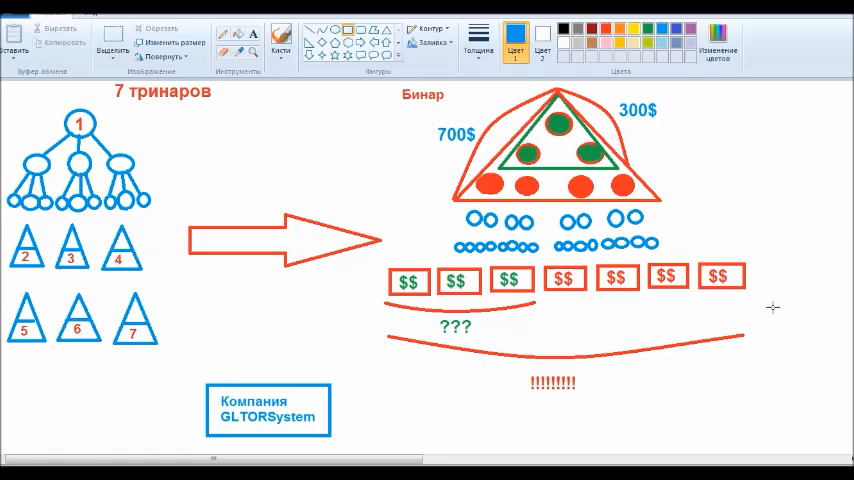 Вырезать
Копировать
Вставить
Буфер обмена
Выделить
Обрезать
Изменить размер
Повернуть
Изображение
Инструменты
Кисти
Фигуры
Контур
Заливка
Толщина
Цвет
1
Цвет
2
Цвета
Изменение
цветов
7 тринаров
Бинар
1
2
3
4
5
6
7
700$
300$
$$ $$ $$ $$ $$ $$ $$
???
!!!!!!!!!
Компания
GLTORSystem